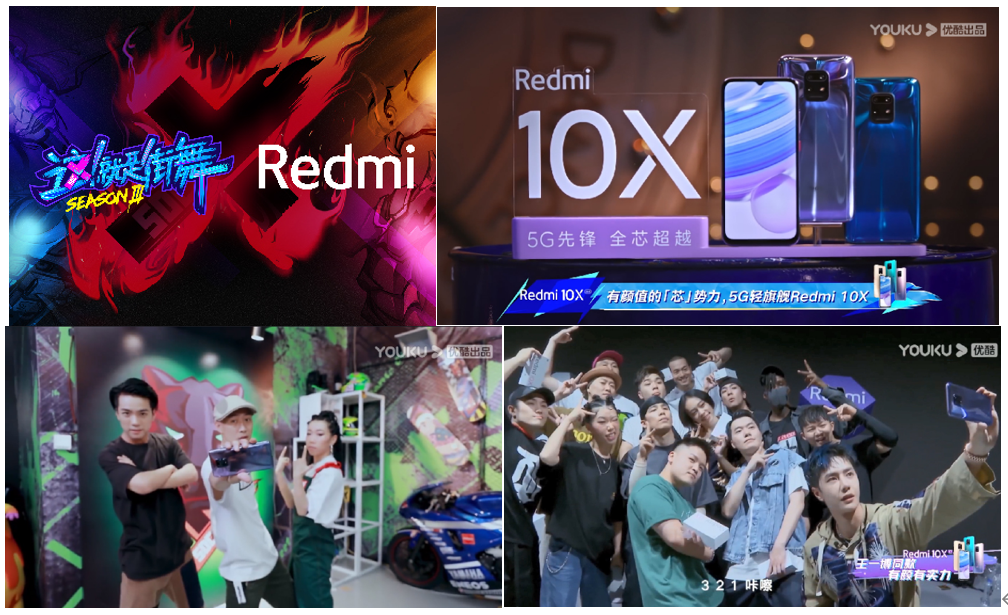 这!就是街舞
SEASON III
Redmi
YOUKU 优酷出品
Redmi
10X
5G先锋 全芯超越
Redmi 10X
有颜值的「芯」势力,5G轻旗舰Redmi 10X
YOUKU 优酷出品
YAMAHA
ENEOS
YOUKU 优酷
Redmi
Redmi 10X
王一博同款
有颜有实力
3 2 1 咔嚓